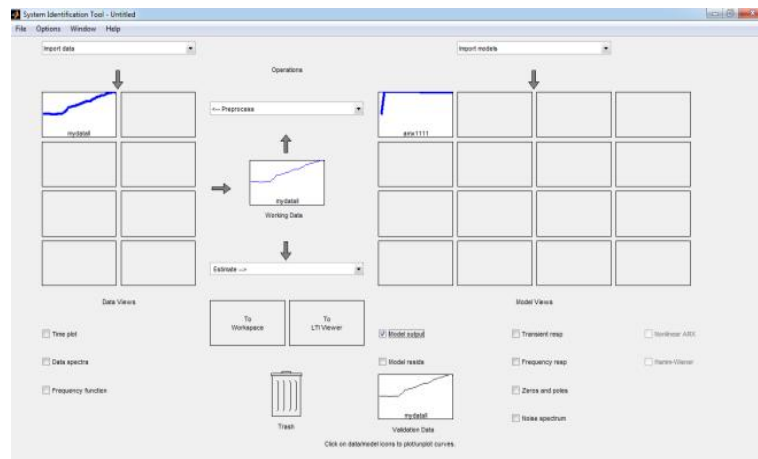 System Identification Tool - Untitled
File Options Window Help
Import data
Import models
Operations
<-- Preprocess
mydatall
mydatall
Working Data
Estimate -->
Data Views
Time plot
Data spectra
Frequency function
To
Workspace
To
LTI Viewer
Trash
Model Views
Model output
Transient resp
Nonlinear ARX
Model resids
Frequency resp
Hamm-Wiener
Zeros and poles
Noise spectrum
mydatall
Validation Data
Click on data/model icons to plot/unplot curves.